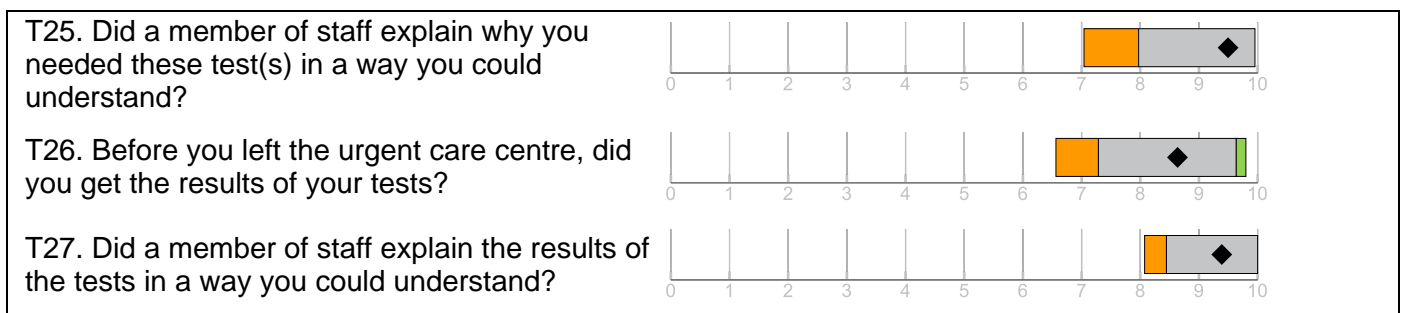 T25. Did a member of staff explain why you
needed these test(s) in a way you could
understand?
0 1 2 3 4 5 6 7 8 9 10
T26. Before you left the urgent care centre, did
you get the results of your tests?
0 1 2 3 4 5 6 7 8 9 10
T27. Did a member of staff explain the results of
the tests in a way you could understand?
0 1 2 3 4 5 6 7 8 9 10